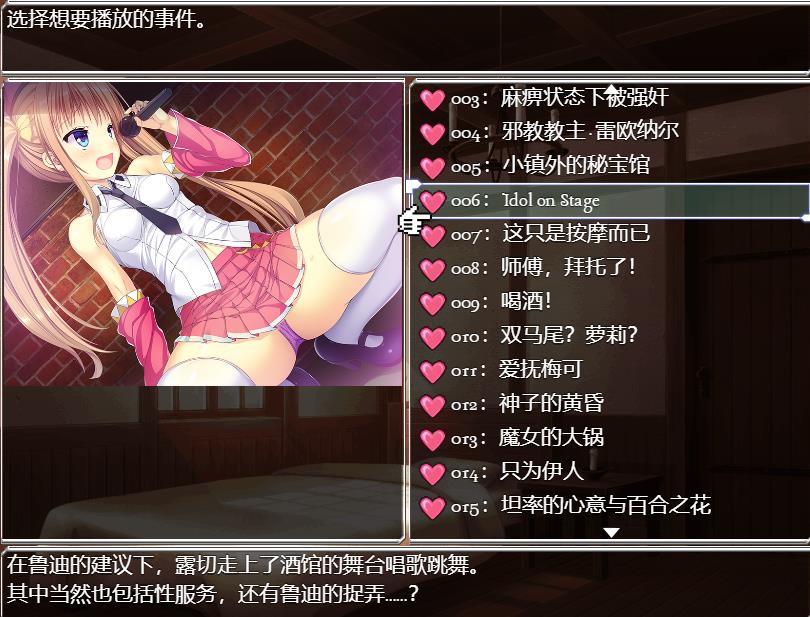 选择想要播放的事件。
003：麻痹状态下被强奸
004：邪教教主·雷欧纳尔
005：小镇外的秘宝馆
006：Idol on Stage
007：这只是按摩而已
008：师傅，拜托了！
009：喝酒！
010：双马尾？萝莉？
011：爱抚梅可
012：神子的黄昏
013：魔女的大锅
014：只为伊人
015：坦率的心意与百合之花
在鲁迪的建议下，露切走上了酒馆的舞台唱歌跳舞。
其中当然也包括性服务，还有鲁迪的捉弄……？